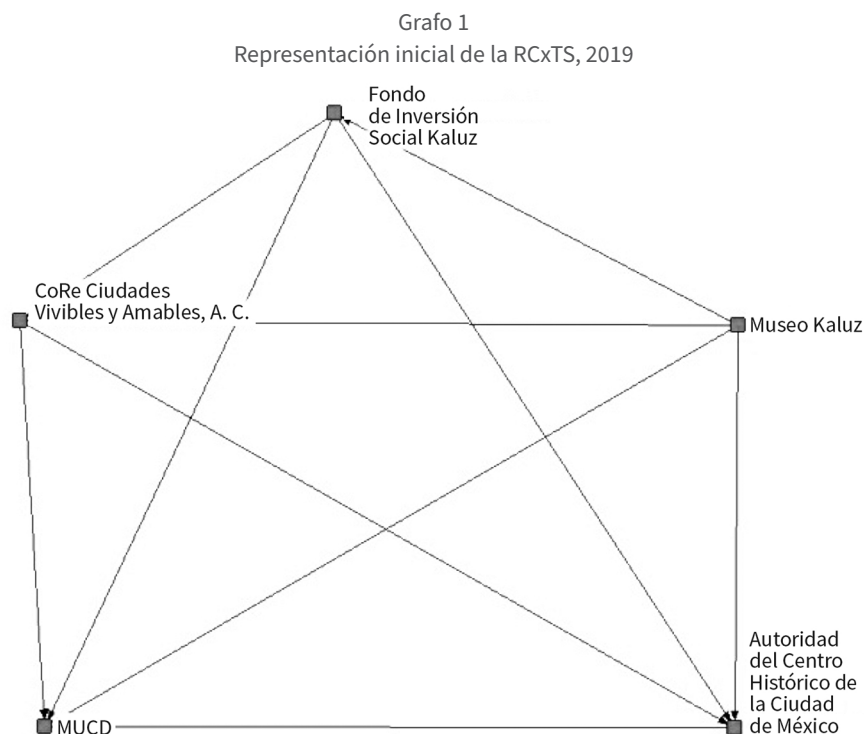 Grafo 1
Representación inicial de la RCxTS, 2019
Fondo
de Inversión
Social Kaluz
CoRe Ciudades
Vivibles y Amables, A. C.
Museo Kaluz
MUCD
Autoridad
del Centro
Histórico de
la Ciudad
de México